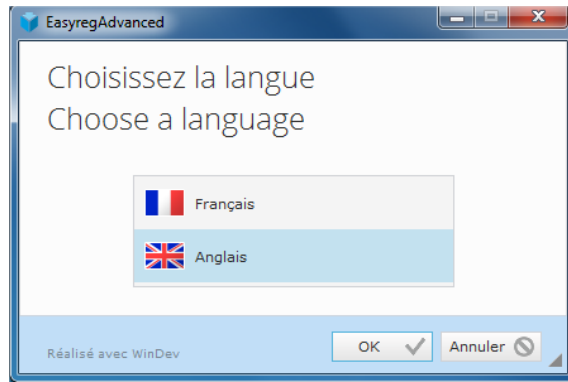 EasyregAdvanced
Choisissez la langue
Choose a language
Français
Anglais
Réalisé avec WinDev
OK
Annuler